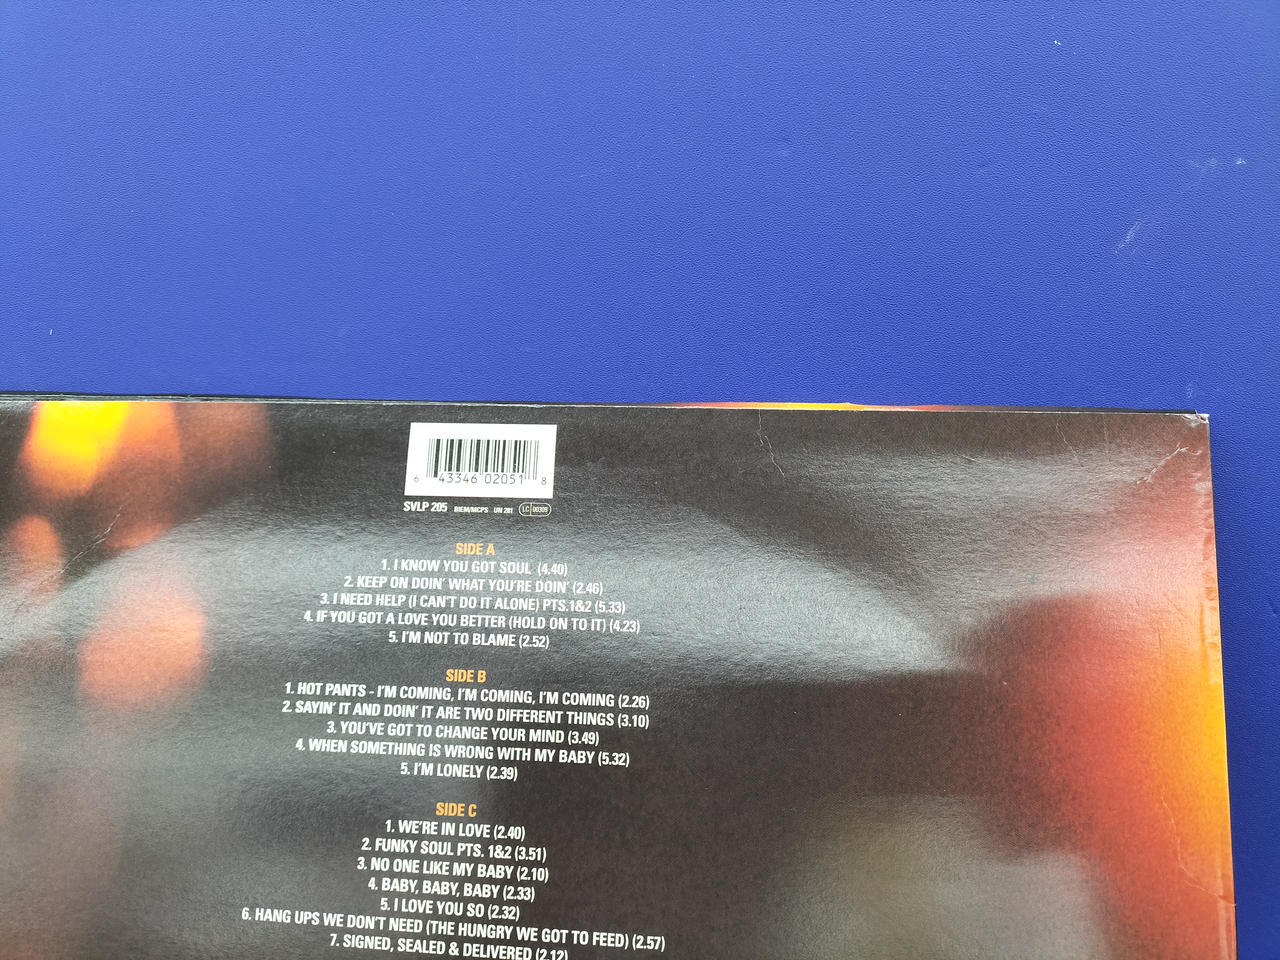 6 43346 02051 8
SVLP 205 BIEM/MCPS UN 281 LC 00309
SIDE A
1. I KNOW YOU GOT SOUL (4.40)
2. KEEP ON DOIN' WHAT YOU'RE DOIN' (2.46)
3. I NEED HELP (I CAN'T DO IT ALONE) PTS.1&2 (5.33)
4. IF YOU GOT A LOVE YOU BETTER (HOLD ON TO IT) (4.23)
5. I'M NOT TO BLAME (2.52)
SIDE B
1. HOT PANTS - I'M COMING, I'M COMING, I'M COMING (2.26)
2. SAYIN' IT AND DOIN' IT ARE TWO DIFFERENT THINGS (3.10)
3. YOU'VE GOT TO CHANGE YOUR MIND (3.49)
4. WHEN SOMETHING IS WRONG WITH MY BABY (5.32)
5. I'M LONELY (2.39)
SIDE C
1. WE'RE IN LOVE (2.40)
2. FUNKY SOUL PTS. 1&2 (3.51)
3. NO ONE LIKE MY BABY (2.10)
4. BABY, BABY, BABY (2.33)
5. I LOVE YOU SO (2.32)
6. HANG UPS WE DON'T NEED (THE HUNGRY WE GOT TO FEED) (2.57)
7. SIGNED, SEALED & DELIVERED (2.12)